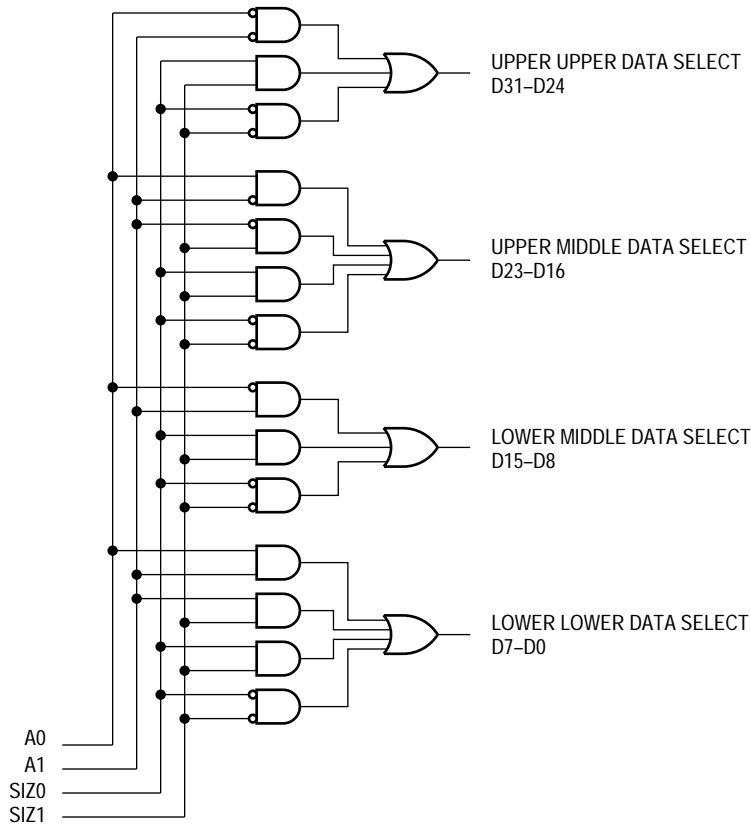 UPPER UPPER DATA SELECT
D31–D24
UPPER MIDDLE DATA SELECT
D23–D16
LOWER MIDDLE DATA SELECT
D15–D8
LOWER LOWER DATA SELECT
D7–D0
A0
A1
SIZ0
SIZ1